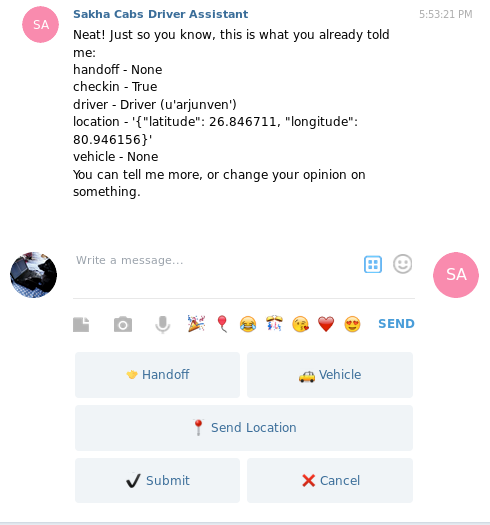 SA
Sakha Cabs Driver Assistant
5:53:21 PM
Neat! Just so you know, this is what you already told
me:
handoff - None
checkin - True
driver - Driver (u'arjunven')
location - '{"latitude": 26.846711, "longitude":
80.946156}'
vehicle - None
You can tell me more, or change your opinion on
something.
Write a message...
SA
SEND
Handoff
Vehicle
Send Location
Submit
Cancel